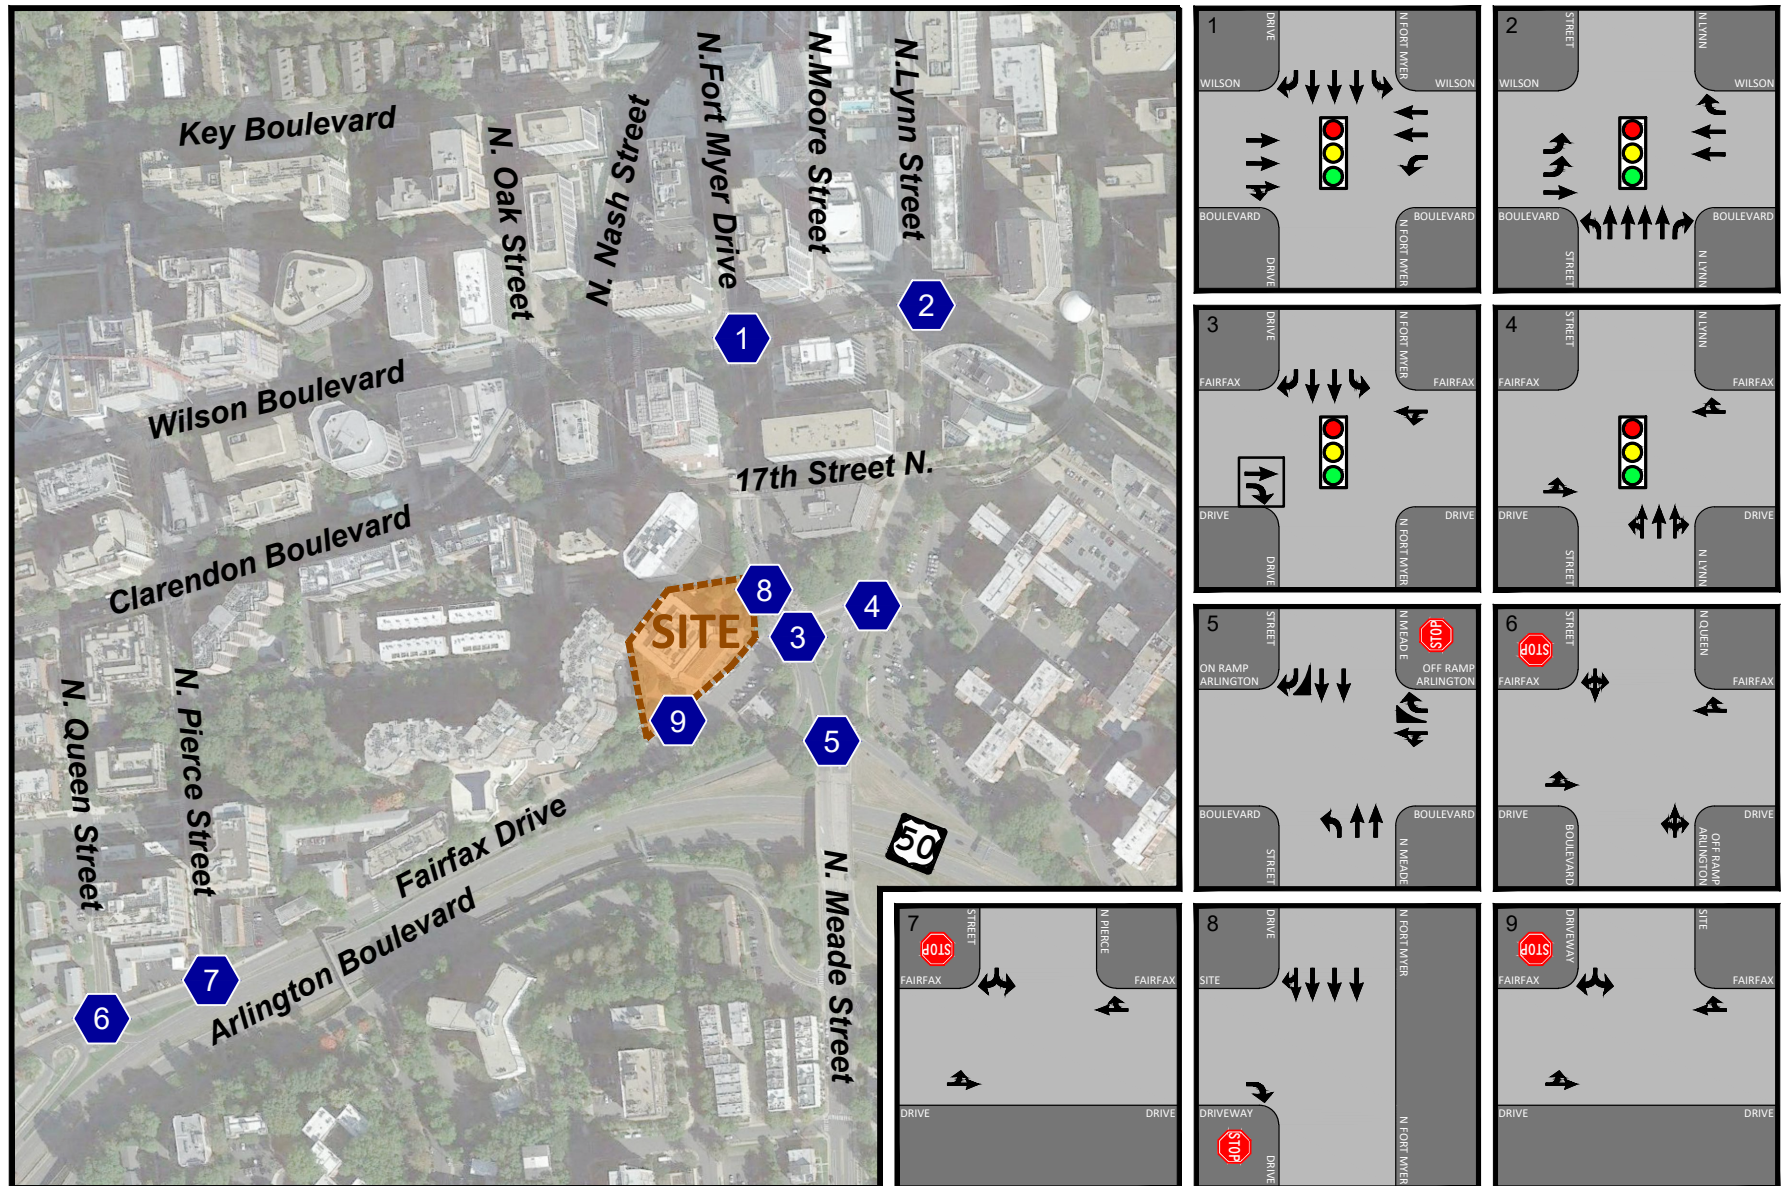 Key Boulevard
N. Oak Street
N. Nash Street
N.Fort Myer Drive
N.Moore Street
N.Lynn Street
1
2
Wilson Boulevard
17th Street N.
Clarendon Boulevard
SITE
8
4
3
9
5
N. Queen Street
N. Pierce Street
Fairfax Drive
50
Arlington Boulevard
N. Meade Street
7
6
1
DRIVE
N FORT MYER
WILSON
WILSON
BOULEVARD
BOULEVARD
DRIVE
N FORT MYER
2
STREET
N LYNN
WILSON
WILSON
BOULEVARD
BOULEVARD
STREET
N LYNN
3
DRIVE
N FORT MYER
FAIRFAX
FAIRFAX
DRIVE
DRIVE
DRIVE
N FORT MYER
4
STREET
N LYNN
FAIRFAX
FAIRFAX
DRIVE
DRIVE
STREET
N LYNN
5
STREET
N MEADE
STOP
ON RAMP
ARLINGTON
OFF RAMP
ARLINGTON
BOULEVARD
BOULEVARD
STREET
N MEADE
6
STOP
STREET
N QUEEN
FAIRFAX
FAIRFAX
DRIVE
DRIVE
BOULEVARD
OFF RAMP
ARLINGTON
7
STOP
STREET
N PIERCE
FAIRFAX
FAIRFAX
DRIVE
DRIVE
8
DRIVE
N FORT MYER
SITE
DRIVEWAY
STOP
DRIVE
N FORT MYER
9
STOP
DRIVEWAY
SITE
FAIRFAX
FAIRFAX
DRIVE
DRIVE